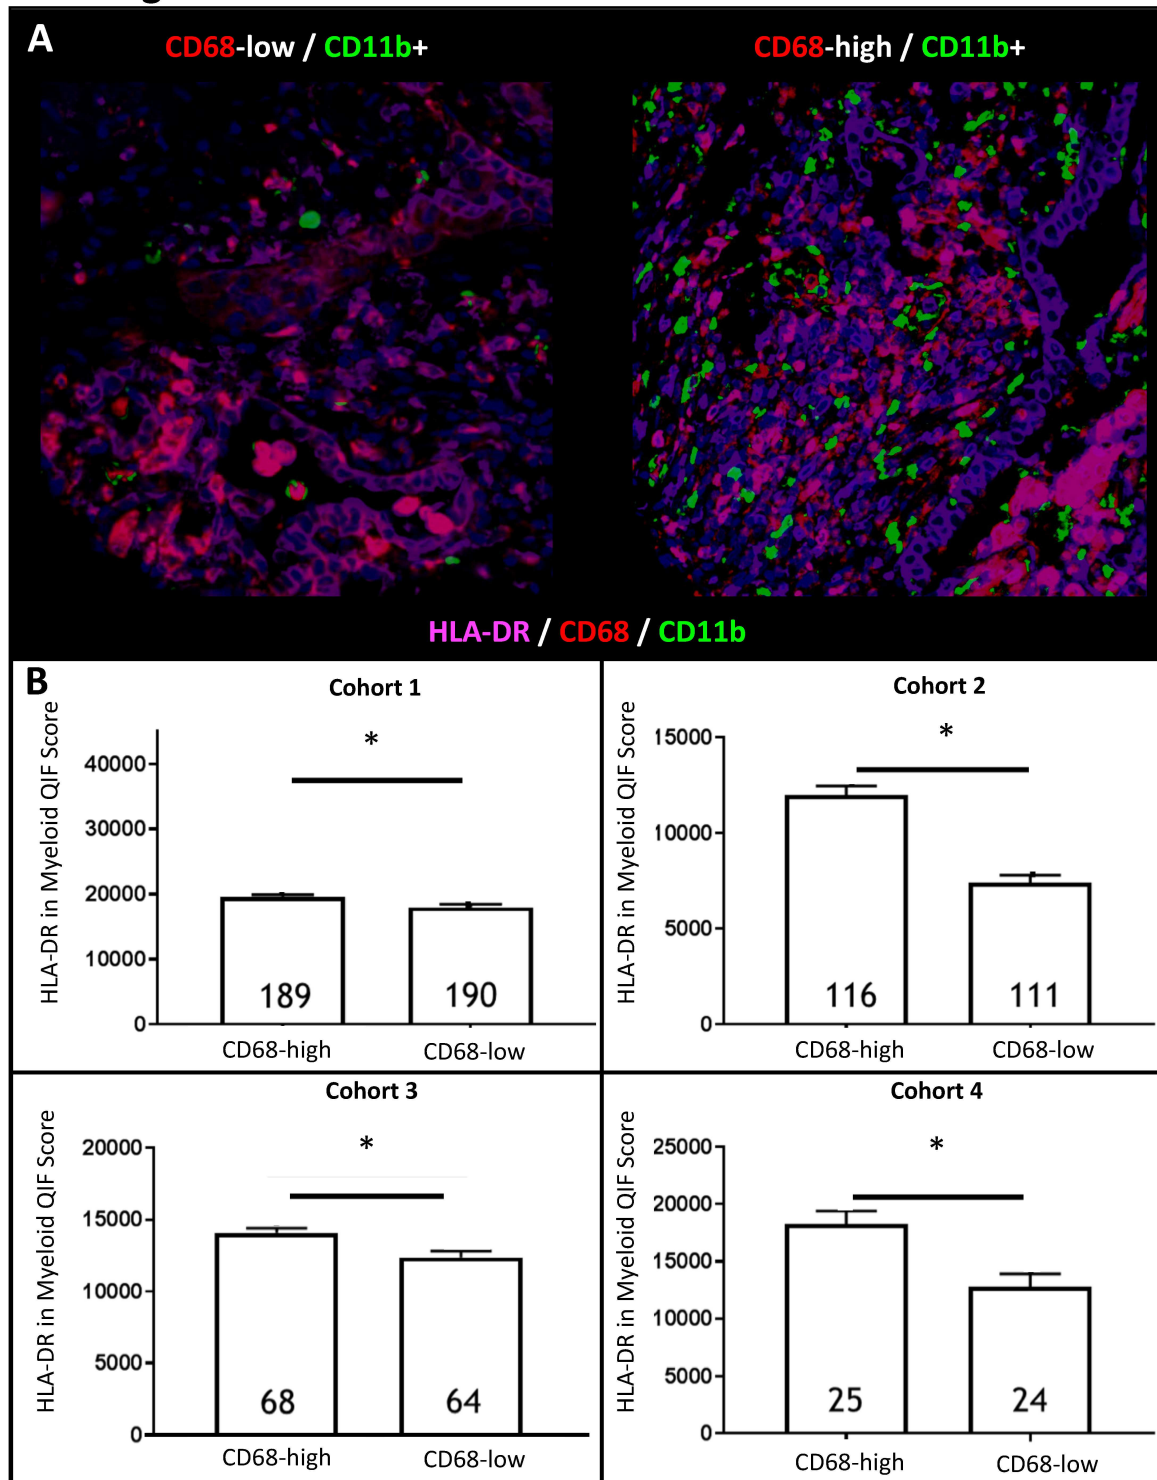 A
CD68-low / CD11b+
CD68-high / CD11b+
HLA-DR / CD68 / CD11b
B
Cohort 1
HLA-DR in Myeloid QIF Score
40000
30000
20000
10000
0
*
189
190
CD68-high
CD68-low
Cohort 2
HLA-DR in Myeloid QIF Score
15000
10000
5000
0
*
116
111
CD68-high
CD68-low
Cohort 3
HLA-DR in Myeloid QIF Score
20000
15000
10000
5000
0
*
68
64
CD68-high
CD68-low
Cohort 4
HLA-DR in Myeloid QIF Score
25000
20000
15000
10000
5000
0
*
25
24
CD68-high
CD68-low